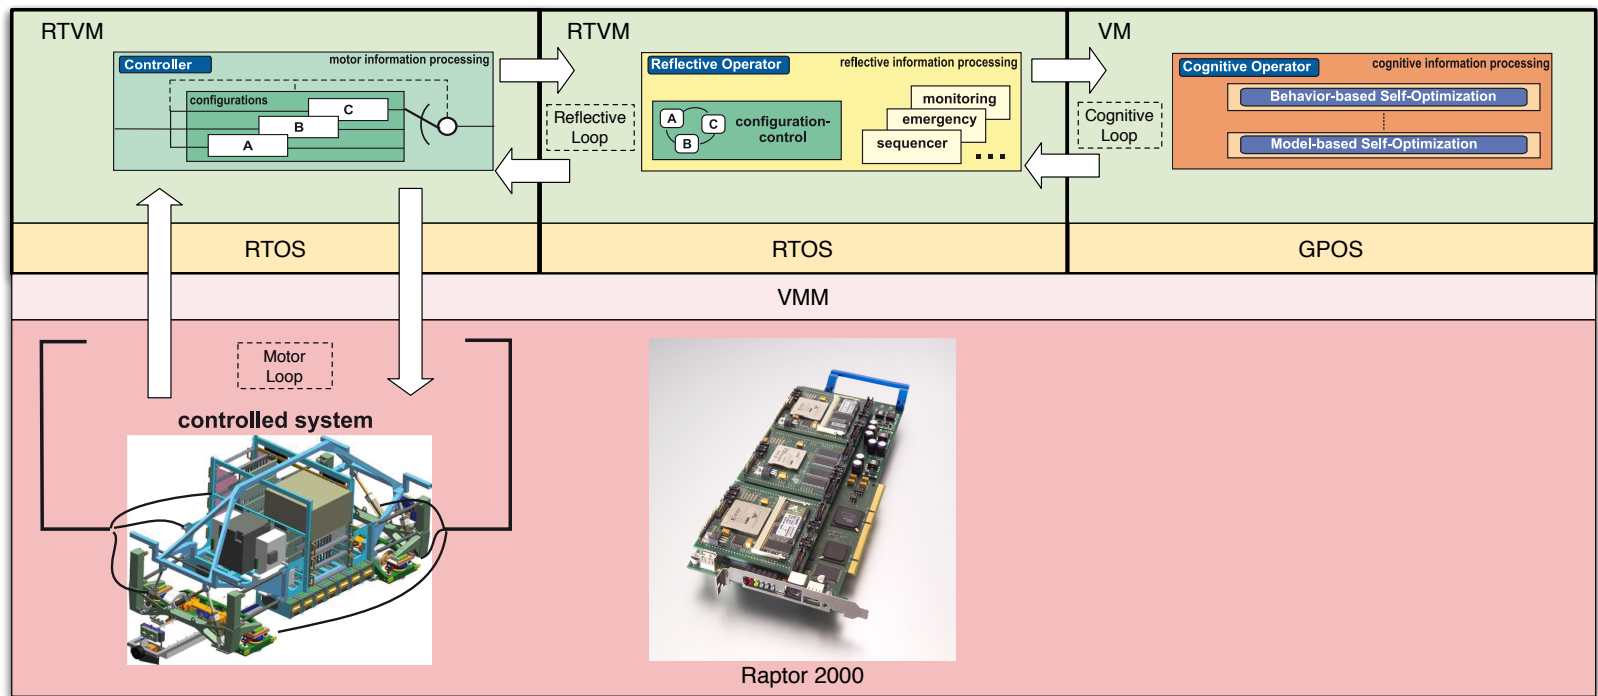 RTVM
RTVM
VM
Controller
motor information processing
configurations
C
B
A
Reflective
Loop
Reflective Operator
reflective information processing
A
C
B
configuration-
control
monitoring
emergency
sequencer
...
Cognitive
Loop
Cognitive Operator
cognitive information processing
Behavior-based Self-Optimization
Model-based Self-Optimization
RTOS
RTOS
GPOS
VMM
Motor
Loop
controlled system
Raptor 2000